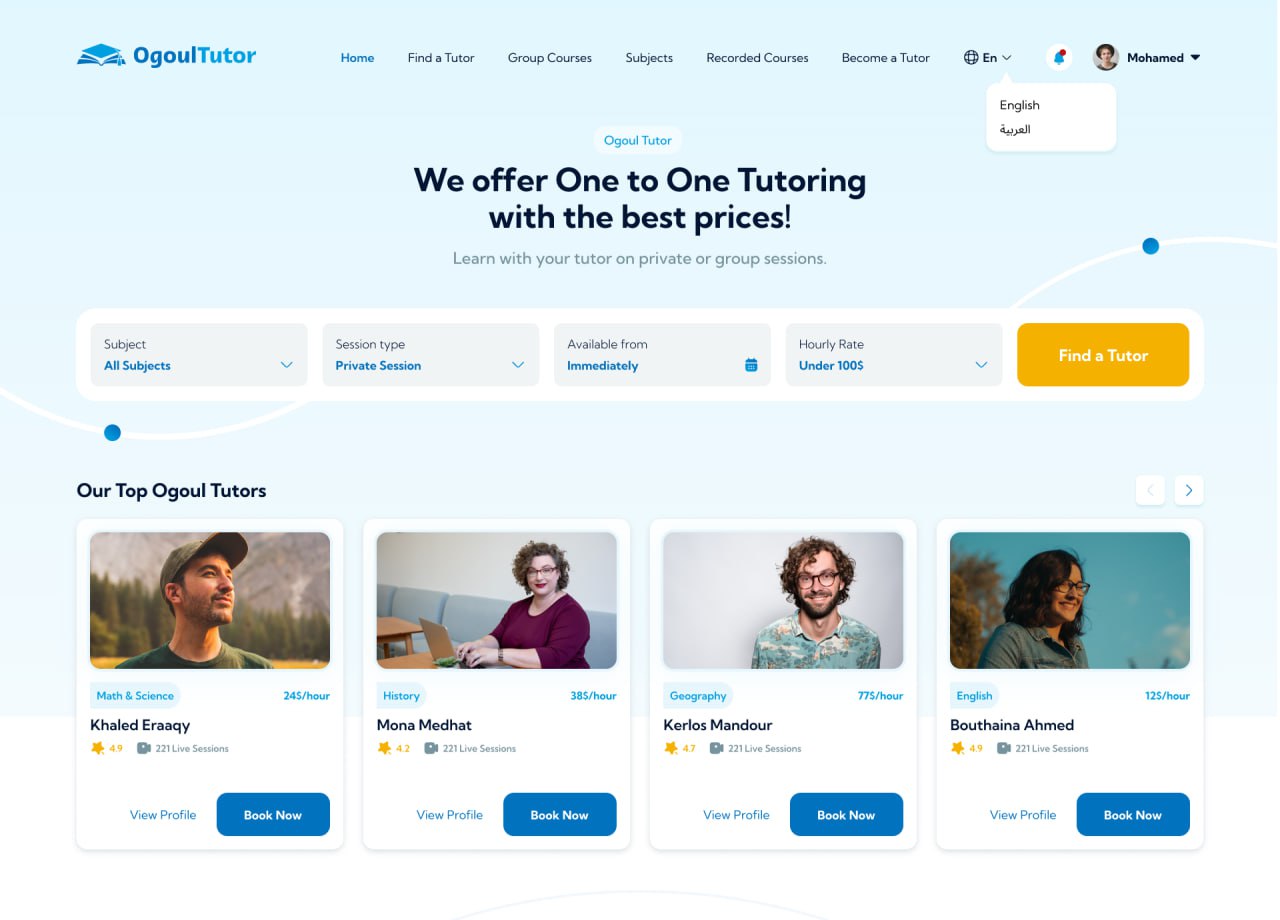 OgoulTutor
Home
Find a Tutor
Group Courses
Subjects
Recorded Courses
Become a Tutor
En
Mohamed
English
العربية
Ogoul Tutor
We offer One to One Tutoring
with the best prices!
Learn with your tutor on private or group sessions.
Subject
All Subjects
Session type
Private Session
Available from
Immediately
Hourly Rate
Under 100$
Find a Tutor
Our Top Ogoul Tutors
Math & Science
24$/hour
Khaled Eraaqy
4.9
221 Live Sessions
View Profile
Book Now
History
38$/hour
Mona Medhat
4.2
221 Live Sessions
View Profile
Book Now
Geography
77$/hour
Kerlos Mandour
4.7
221 Live Sessions
View Profile
Book Now
English
12$/hour
Bouthaina Ahmed
4.9
221 Live Sessions
View Profile
Book Now